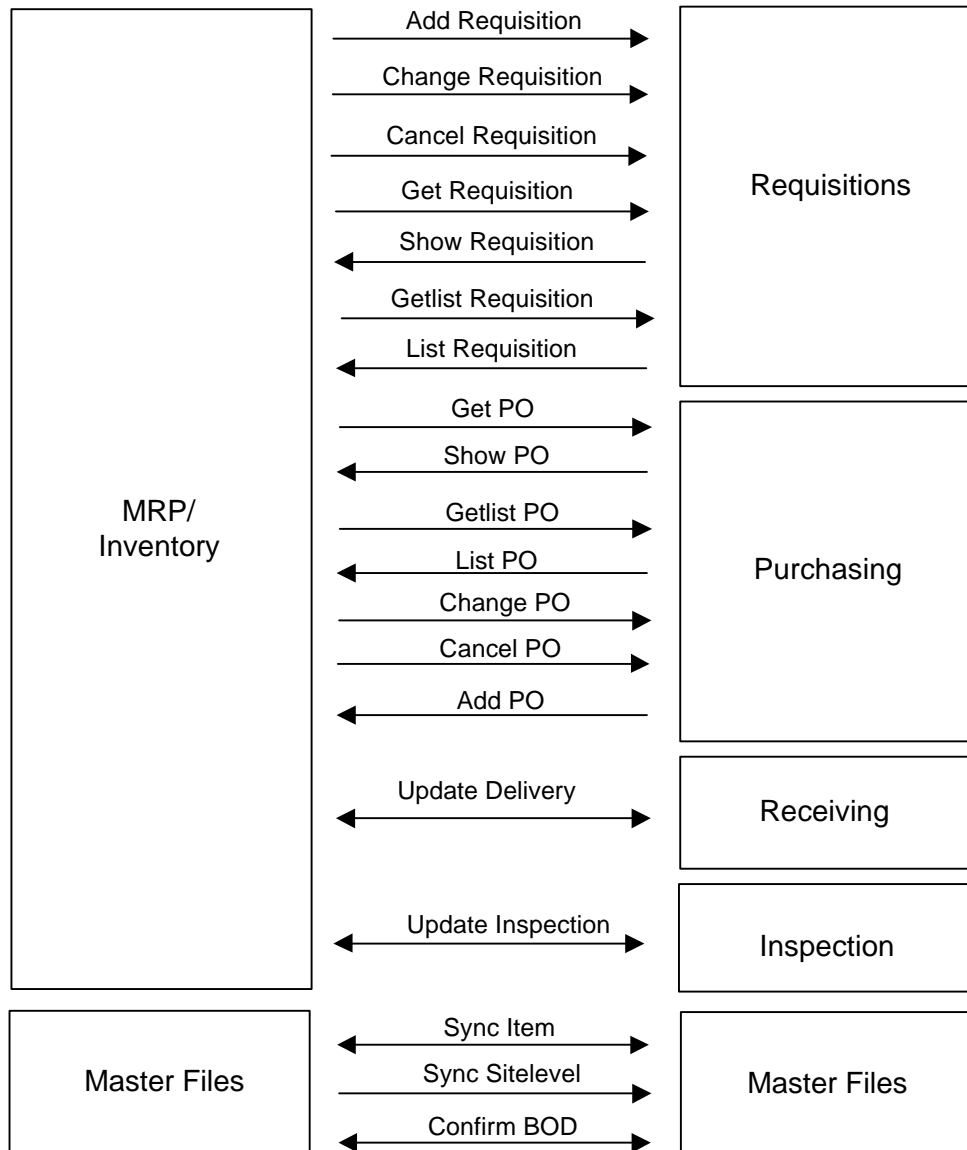 Add Requisition
Change Requisition
Cancel Requisition
Get Requisition
Show Requisition
Getlist Requisition
List Requisition
Requisitions
Get PO
Show PO
Getlist PO
List PO
Change PO
Cancel PO
Add PO
MRP/
Inventory
Purchasing
Update Delivery
Receiving
Update Inspection
Inspection
Master Files
Sync Item
Sync Sitelevel
Confirm BOD
Master Files